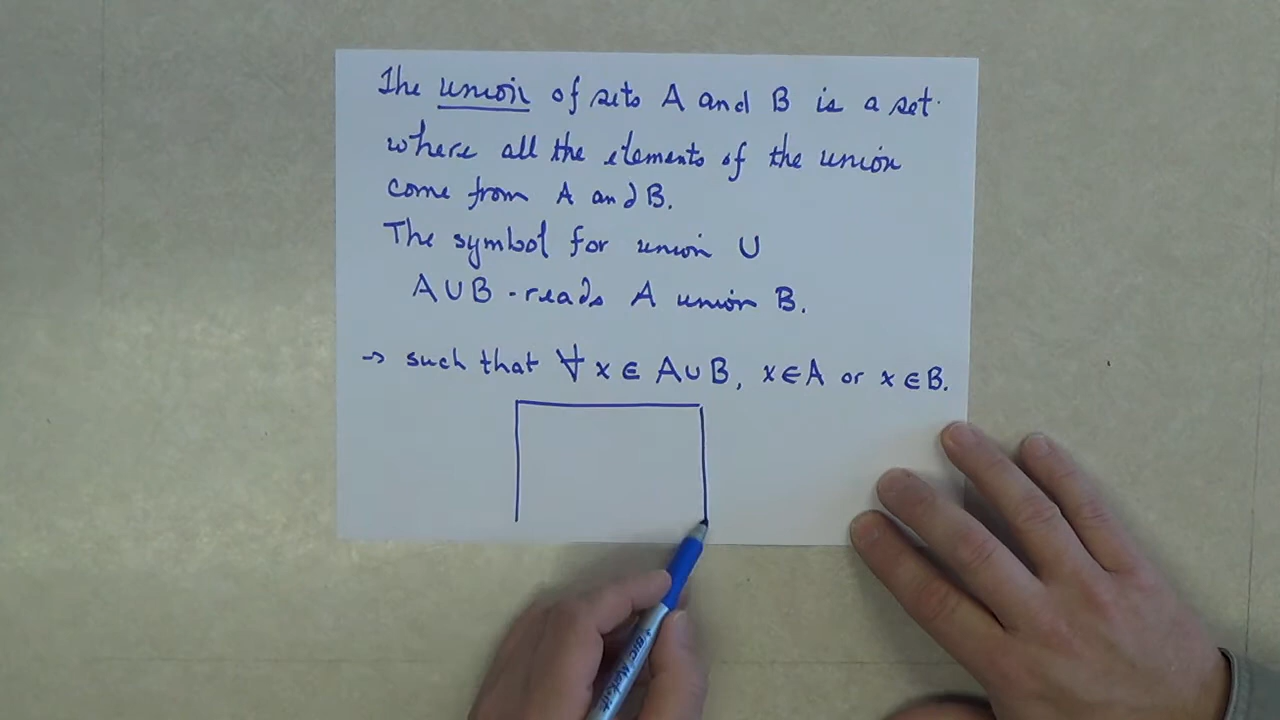 The union of sets A and B is a set
where all the elements of the union
come from A and B.
The symbol for union ∪
A∪B - reads A union B.
→ such that ∀ x ∈ A∪B, x∈A or x∈B.
BIC